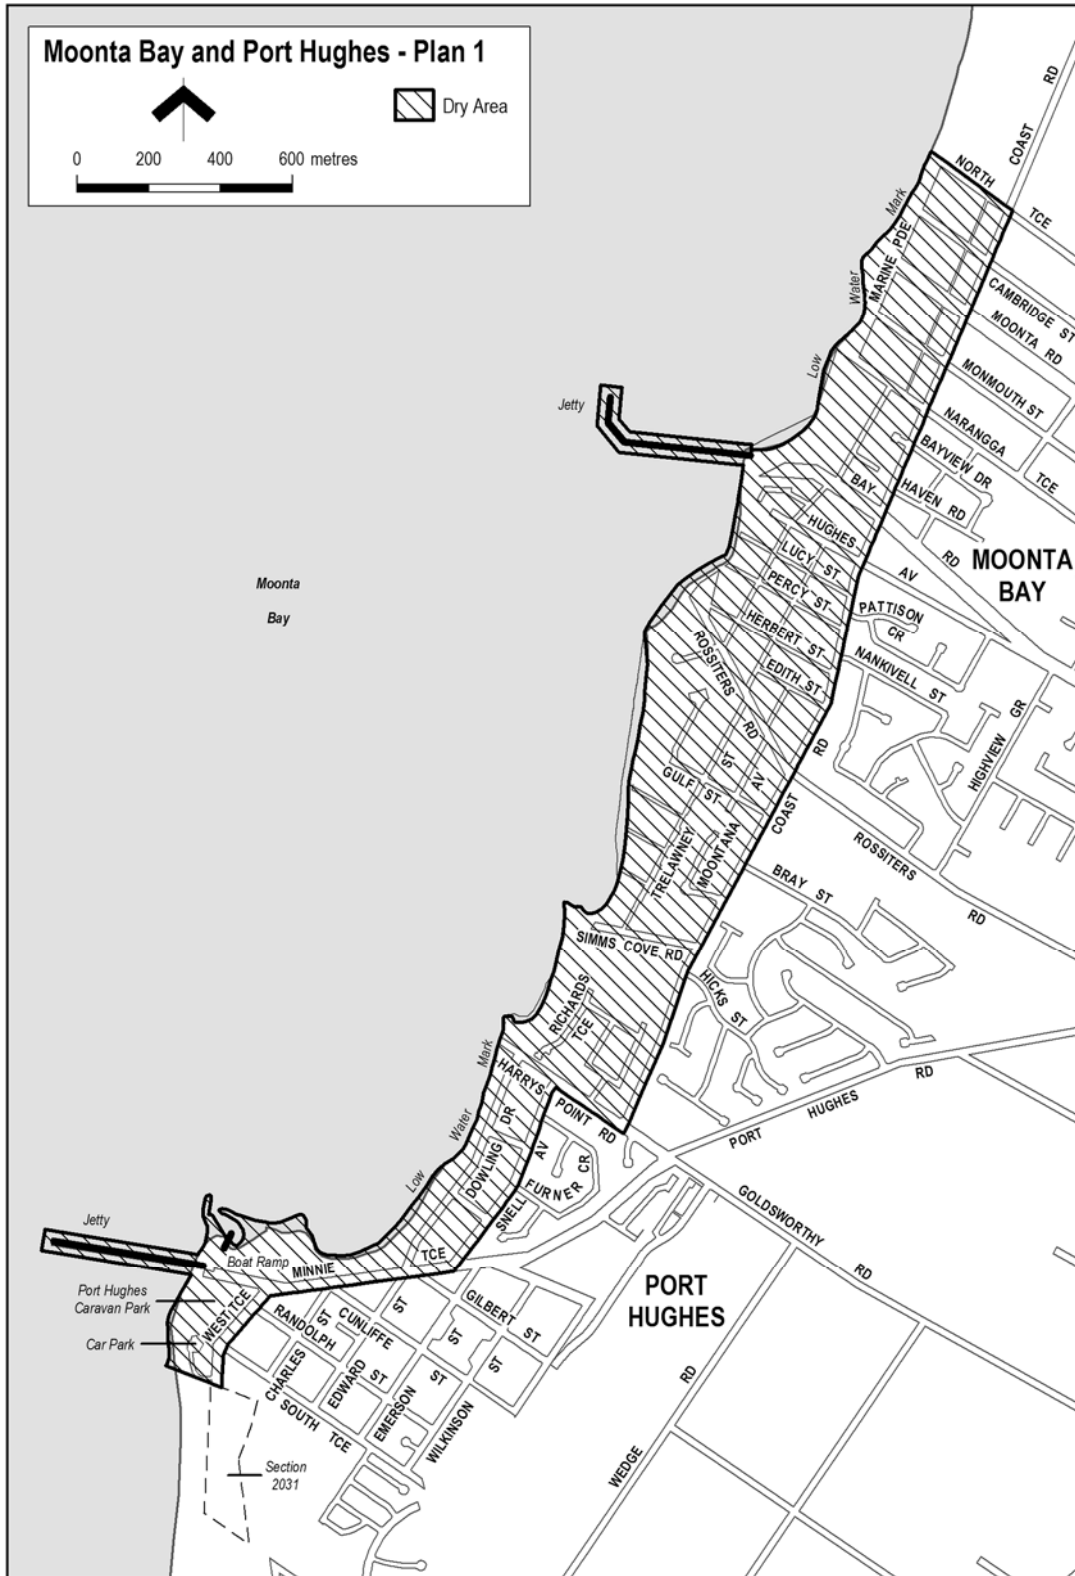 Moonta Bay and Port Hughes - Plan 1
Dry Area
0 200 400 600 metres
RD
COAST
NORTH
TCE
Mark
MARINE PDE
Water
CAMBRIDGE ST
MOONTA RD
Low
MONMOUTH ST
Jetty
NARANGGA
TCE
BAYVIEW DR
BAY
HAVEN RD
RD
HUGHES
AV
LUCY ST
MOONTA
BAY
Moonta
Bay
PERCY ST
PATTISON
CR
HERBERT ST
ROSSITERS
RD
NANKIVELL ST
EDITH ST
HIGHVIEW GR
RD
COAST
GULF ST
ST
AV
TRELAWNEY
MOONTANA
ROSSITERS
RD
BRAY ST
SIMMS COVE RD
HICKS ST
RICHARDS
TCE
Mark
HARRYS
POINT RD
RD
HUGHES
PORT
Water
DOWLING DR
AV
SNELL
FURNER CR
Low
GOLDSWORTHY
RD
Jetty
Boat Ramp
MINNIE
TCE
PORT
HUGHES
Port Hughes
Caravan Park
WEST TCE
Car Park
RANDOLPH
ST
CUNLIFFE
ST
GILBERT ST
ST
ST
CHARLES
EDWARD
ST
EMERSON
ST
WILKINSON
SOUTH TCE
RD
WEDGE
Section
2031